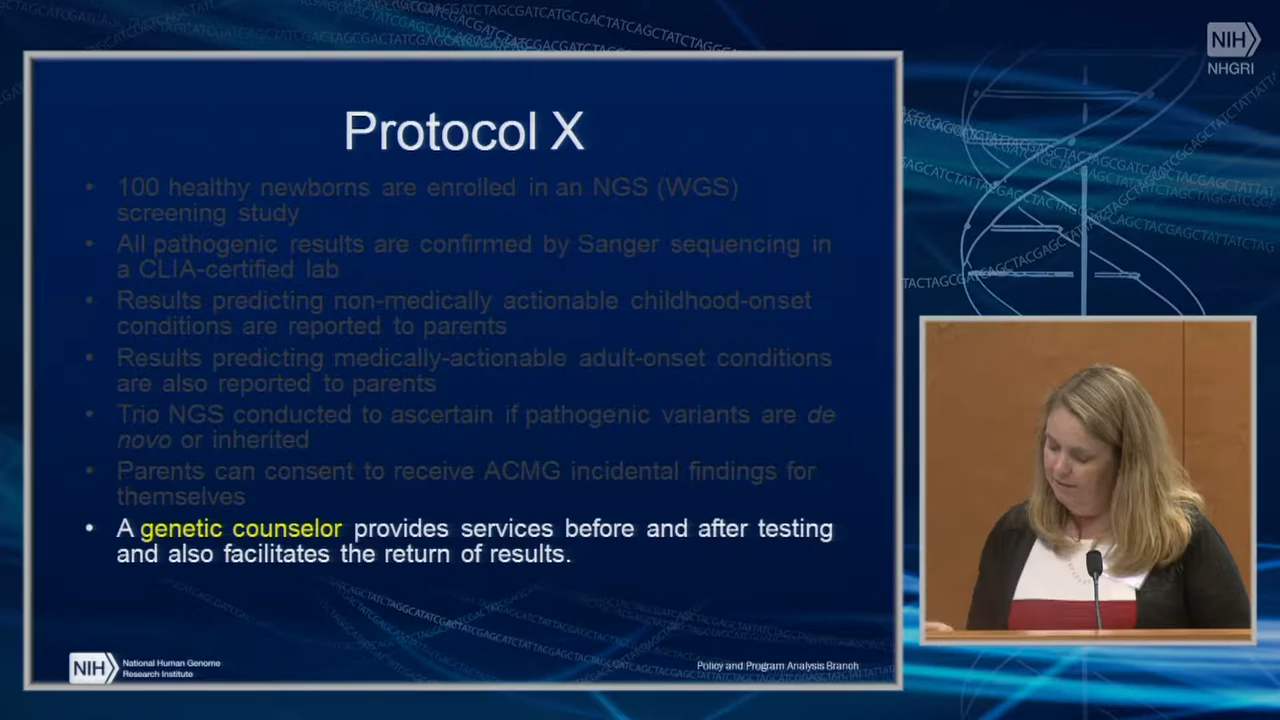 NIH
NHGRI
Protocol X
• 100 healthy newborns are enrolled in an NGS (WGS)
screening study
• All pathogenic results are confirmed by Sanger sequencing in
a CLIA-certified lab
• Results predicting non-medically actionable childhood-onset
conditions are reported to parents
• Results predicting medically-actionable adult-onset conditions
are also reported to parents
• Trio NGS conducted to ascertain if pathogenic variants are de
novo or inherited
• Parents can consent to receive ACMG incidental findings for
themselves
• A genetic counselor provides services before and after testing
and also facilitates the return of results.
NIH
National Human Genome
Research Institute
Policy and Program Analysis Branch